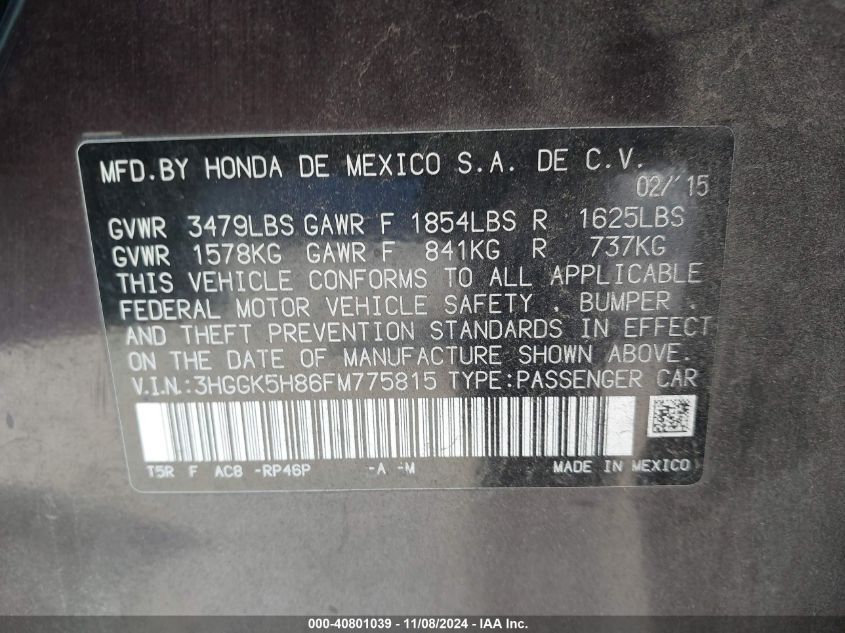 MFD.BY HONDA DE MEXICO S.A. DE C.V.
02/'15
GVWR 3479LBS GAWR F 1854LBS R 1625LBS
GVWR 1578KG GAWR F 841KG R 737KG
THIS VEHICLE CONFORMS TO ALL APPLICABLE
FEDERAL MOTOR VEHICLE SAFETY , BUMPER ,
AND THEFT PREVENTION STANDARDS IN EFFECT
ON THE DATE OF MANUFACTURE SHOWN ABOVE.
V.I.N.:3HGGK5H86FM775815 TYPE:PASSENGER CAR
T5R F AC8 -RP46P -A -M MADE IN MEXICO
000-40801039 - 11/08/2024 - IAA Inc.